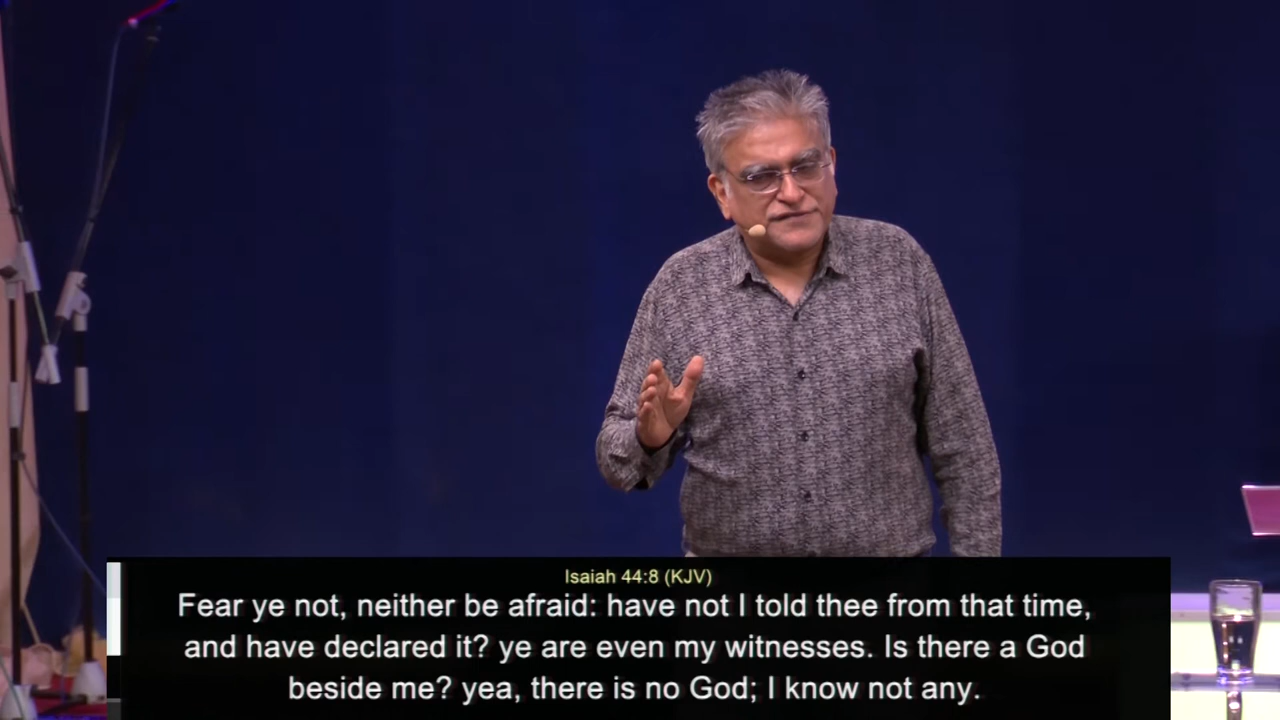 Isaiah 44:8 (KJV)
Fear ye not, neither be afraid: have not I told thee from that time,
and have declared it? ye are even my witnesses. Is there a God
beside me? yea, there is no God; I know not any.